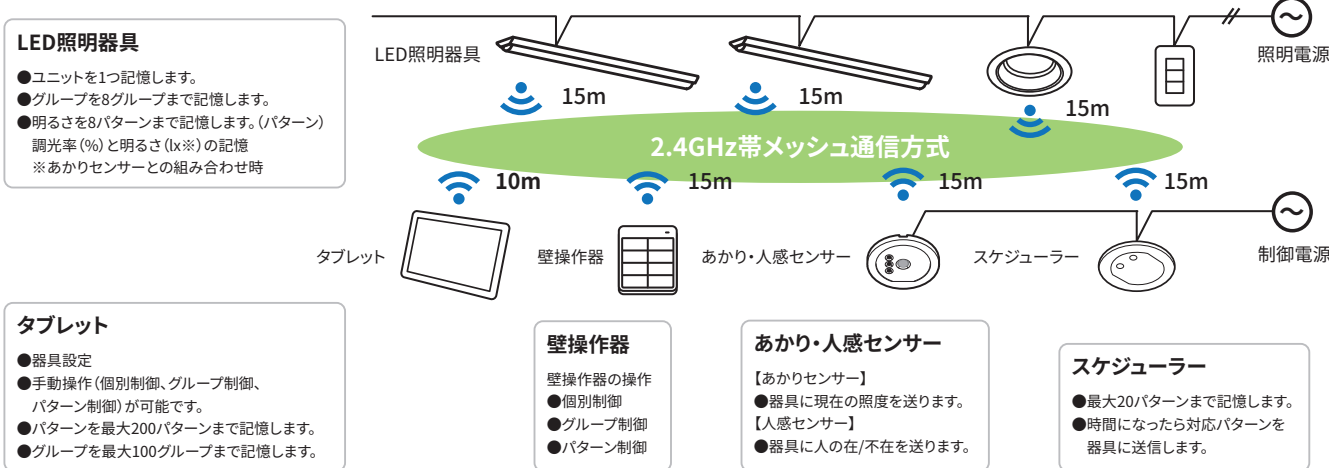 LED照明器具
●ユニットを1つ記憶します。
●グループを8グループまで記憶します。
●明るさを8パターンまで記憶します。(パターン)
調光率(%)と明るさ(lx※)の記憶
※あかりセンサーとの組み合わせ時
LED照明器具
照明電源
15m
15m
15m
2.4GHz帯メッシュ通信方式
10m
15m
15m
15m
タブレット
壁操作器
あかり・人感センサー
スケジューラー
制御電源
タブレット
●器具設定
●手動操作(個別制御、グループ制御、
パターン制御)が可能です。
●パターンを最大200パターンまで記憶します。
●グループを最大100グループまで記憶します。
壁操作器
壁操作器の操作
●個別制御
●グループ制御
●パターン制御
あかり・人感センサー
【あかりセンサー】
●器具に現在の照度を送ります。
【人感センサー】
●器具に人の在/不在を送ります。
スケジューラー
●最大20パターンまで記憶します。
●時間になったら対応パターンを
器具に送信します。